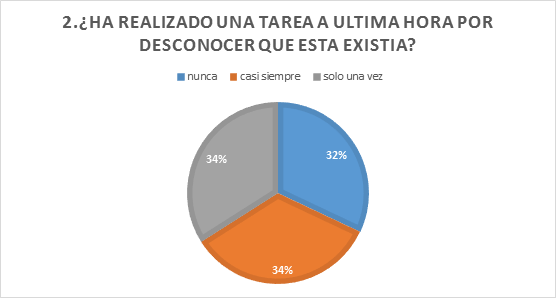 2.¿HA REALIZADO UNA TAREA A ULTIMA HORA POR
DESCONOCER QUE ESTA EXISTIA?
nunca casi siempre solo una vez
34% 32%
34%